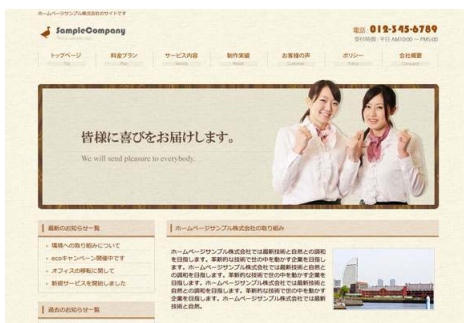 ホームページサンプル株式会社のサイトです
SampleCompany
電話：012-345-6789
受付時間：平日 AM10:00 ～ PM5:00
トップページ 料金プラン サービス内容 制作実績 お客様の声 ポリシー 会社概要
皆様に喜びをお届けします。
We will send pleasure to everybody.
最新のお知らせ一覧
環境への取り組みについて
ecoキャンペーン開催中です
オフィスの移転に関して
新規サービスを開始しました
過去のお知らせ一覧
ホームページサンプル株式会社の取り組み
ホームページサンプル株式会社では最新技術と自然との調和
を目指します。革新的な技術で世の中を動かす企業を目指し
ます。ホームページサンプル株式会社では最新技術と自然と
の調和を目指します。革新的な技術で世の中を動かす企業を
目指します。ホームページサンプル株式会社では最新技術と
自然との調和を目指します。革新的な技術で世の中を動かす
企業を目指します。ホームページサンプル株式会社では最新
技術と自然。